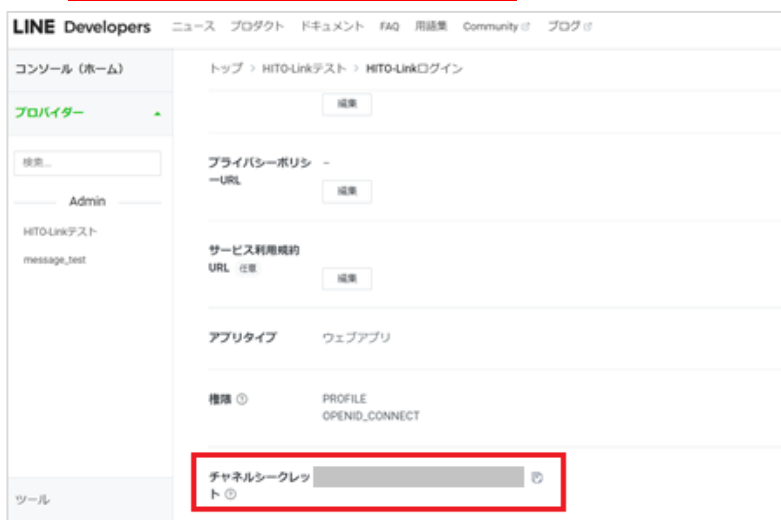 LINE Developers ニュース プロダクト ドキュメント FAQ 用語集 Community ブログ
コンソール（ホーム）
トップ > HITO-Linkテスト > HITO-Linkログイン
編集
プロバイダー
検索...
プライバシーポリシ
ーURL
–
編集
Admin
HITO-Linkテスト
message_test
サービス利用規約
URL 任意
編集
アプリタイプ ウェブアプリ
権限 PROFILE
OPENID_CONNECT
チャネルシークレッ
ト
ツール